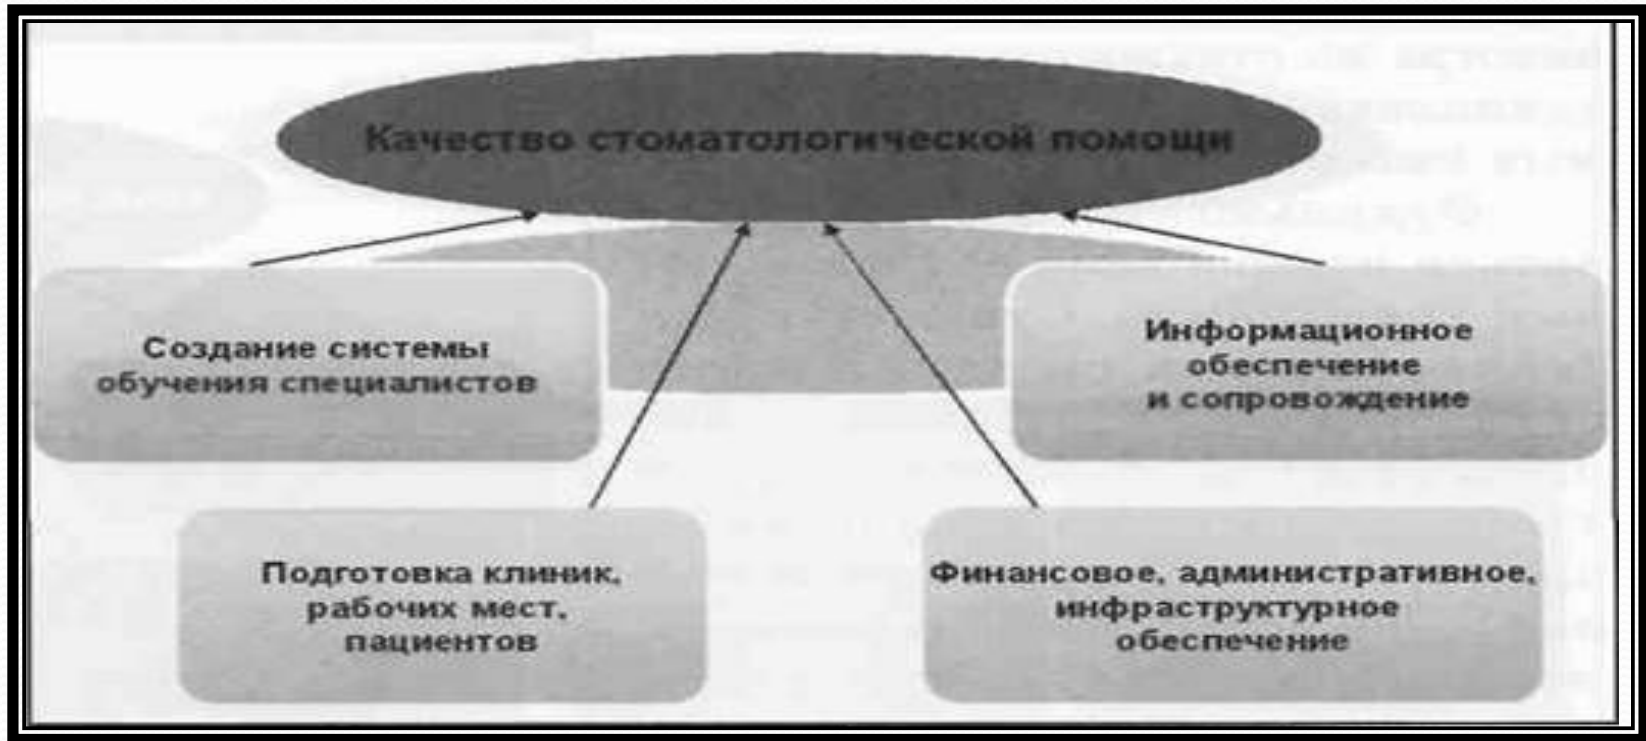 Качество стоматологической помощи
Создание системы
обучения специалистов
Информационное
обеспечение
и сопровождение
Подготовка клиник,
рабочих мест,
пациентов
Финансовое, административное,
инфраструктурное
обеспечение